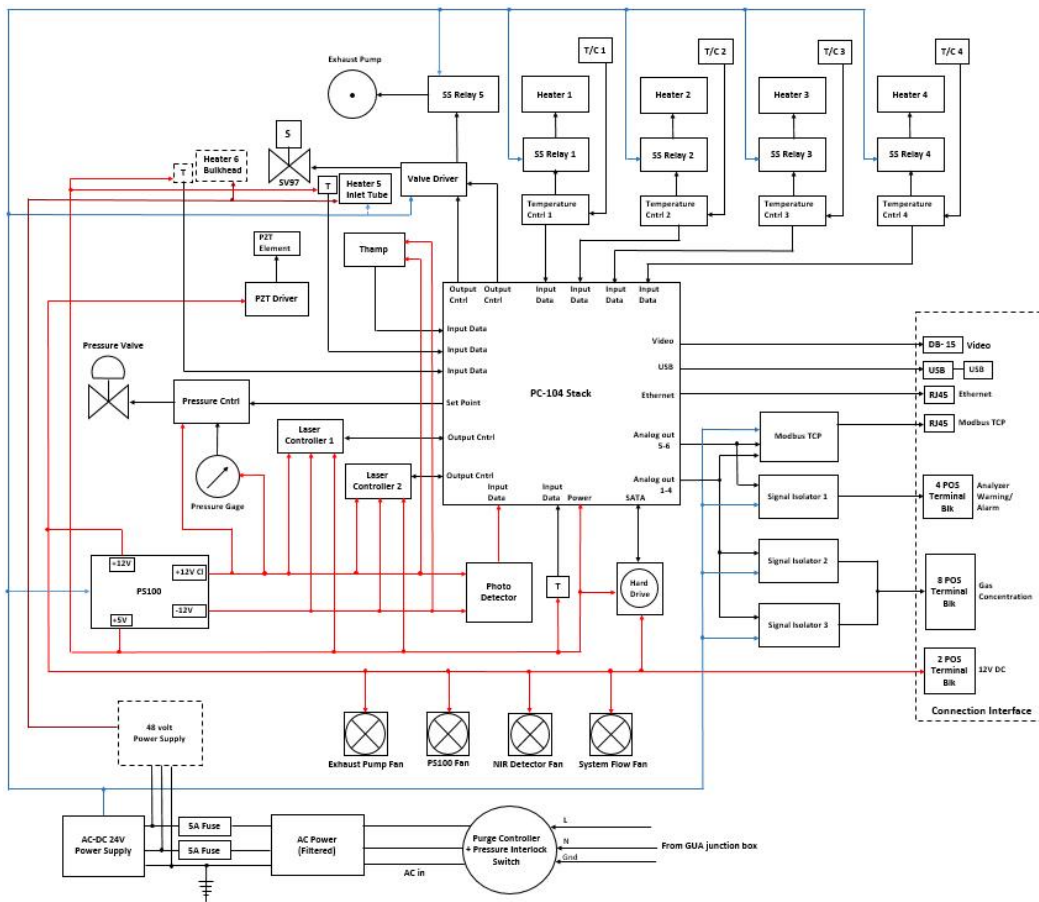 T/C 1
T/C 2
T/C 3
T/C 4
Exhaust Pump
SS Relay 5
Heater 1
Heater 2
Heater 3
Heater 4
S
SV97
T
Heater 6
Bulkhead
T
Heater 5
Inlet Tube
Valve Driver
SS Relay 1
SS Relay 2
SS Relay 3
SS Relay 4
Temperature
Cntrl 1
Temperature
Cntrl 2
Temperature
Cntrl 3
Temperature
Cntrl 4
PZT
Element
Thamp
PZT Driver
Output
Cntrl
Output
Cntrl
Input
Data
Input
Data
Input
Data
Input
Data
Input Data
Input Data
Input Data
Set Point
Output Cntrl
Output Cntrl
PC-104 Stack
Video
USB
Ethernet
Analog out
5-6
Analog out
1-4
Input
Data
Input
Data
Power
SATA
Pressure Valve
Pressure Cntrl
Pressure Gage
Laser
Controller 1
Laser
Controller 2
DB- 15
Video
USB
USB
RJ45
Ethernet
RJ45
Modbus TCP
Modbus TCP
Signal Isolator 1
4 POS
Terminal
Blk
Analyzer
Warning/
Alarm
Signal Isolator 2
Signal Isolator 3
8 POS
Terminal
Blk
Gas
Concentration
2 POS
Terminal
Blk
12V DC
Connection Interface
+12V
+12V CI
PS100
-12V
+5V
Photo
Detector
T
Hard
Drive
48 volt
Power Supply
Exhaust Pump Fan
PS100 Fan
NIR Detector Fan
System Flow Fan
AC-DC 24V
Power Supply
5A Fuse
5A Fuse
AC Power
(Filtered)
AC in
Purge Controller
+ Pressure Interlock
Switch
L
N
Gnd
From GUA junction box